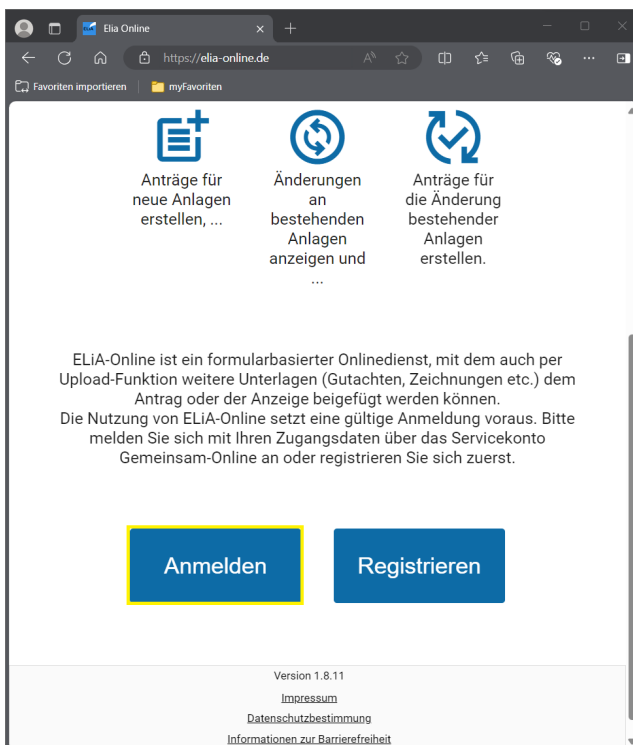 Elia Online
https://elia-online.de
Favoriten importieren
myFavoriten
Anträge für
neue Anlagen
erstellen, ...
Änderungen
an
bestehenden
Anlagen
anzeigen und
...
Anträge für
die Änderung
bestehender
Anlagen
erstellen.
ELiA-Online ist ein formularbasierter Onlinedienst, mit dem auch per
Upload-Funktion weitere Unterlagen (Gutachten, Zeichnungen etc.) dem
Antrag oder der Anzeige beigefügt werden können.
Die Nutzung von ELiA-Online setzt eine gültige Anmeldung voraus. Bitte
melden Sie sich mit Ihren Zugangsdaten über das Servicekonto
Gemeinsam-Online an oder registrieren Sie sich zuerst.
Anmelden
Registrieren
Version 1.8.11
Impressum
Datenschutzbestimmung
Informationen zur Barrierefreiheit